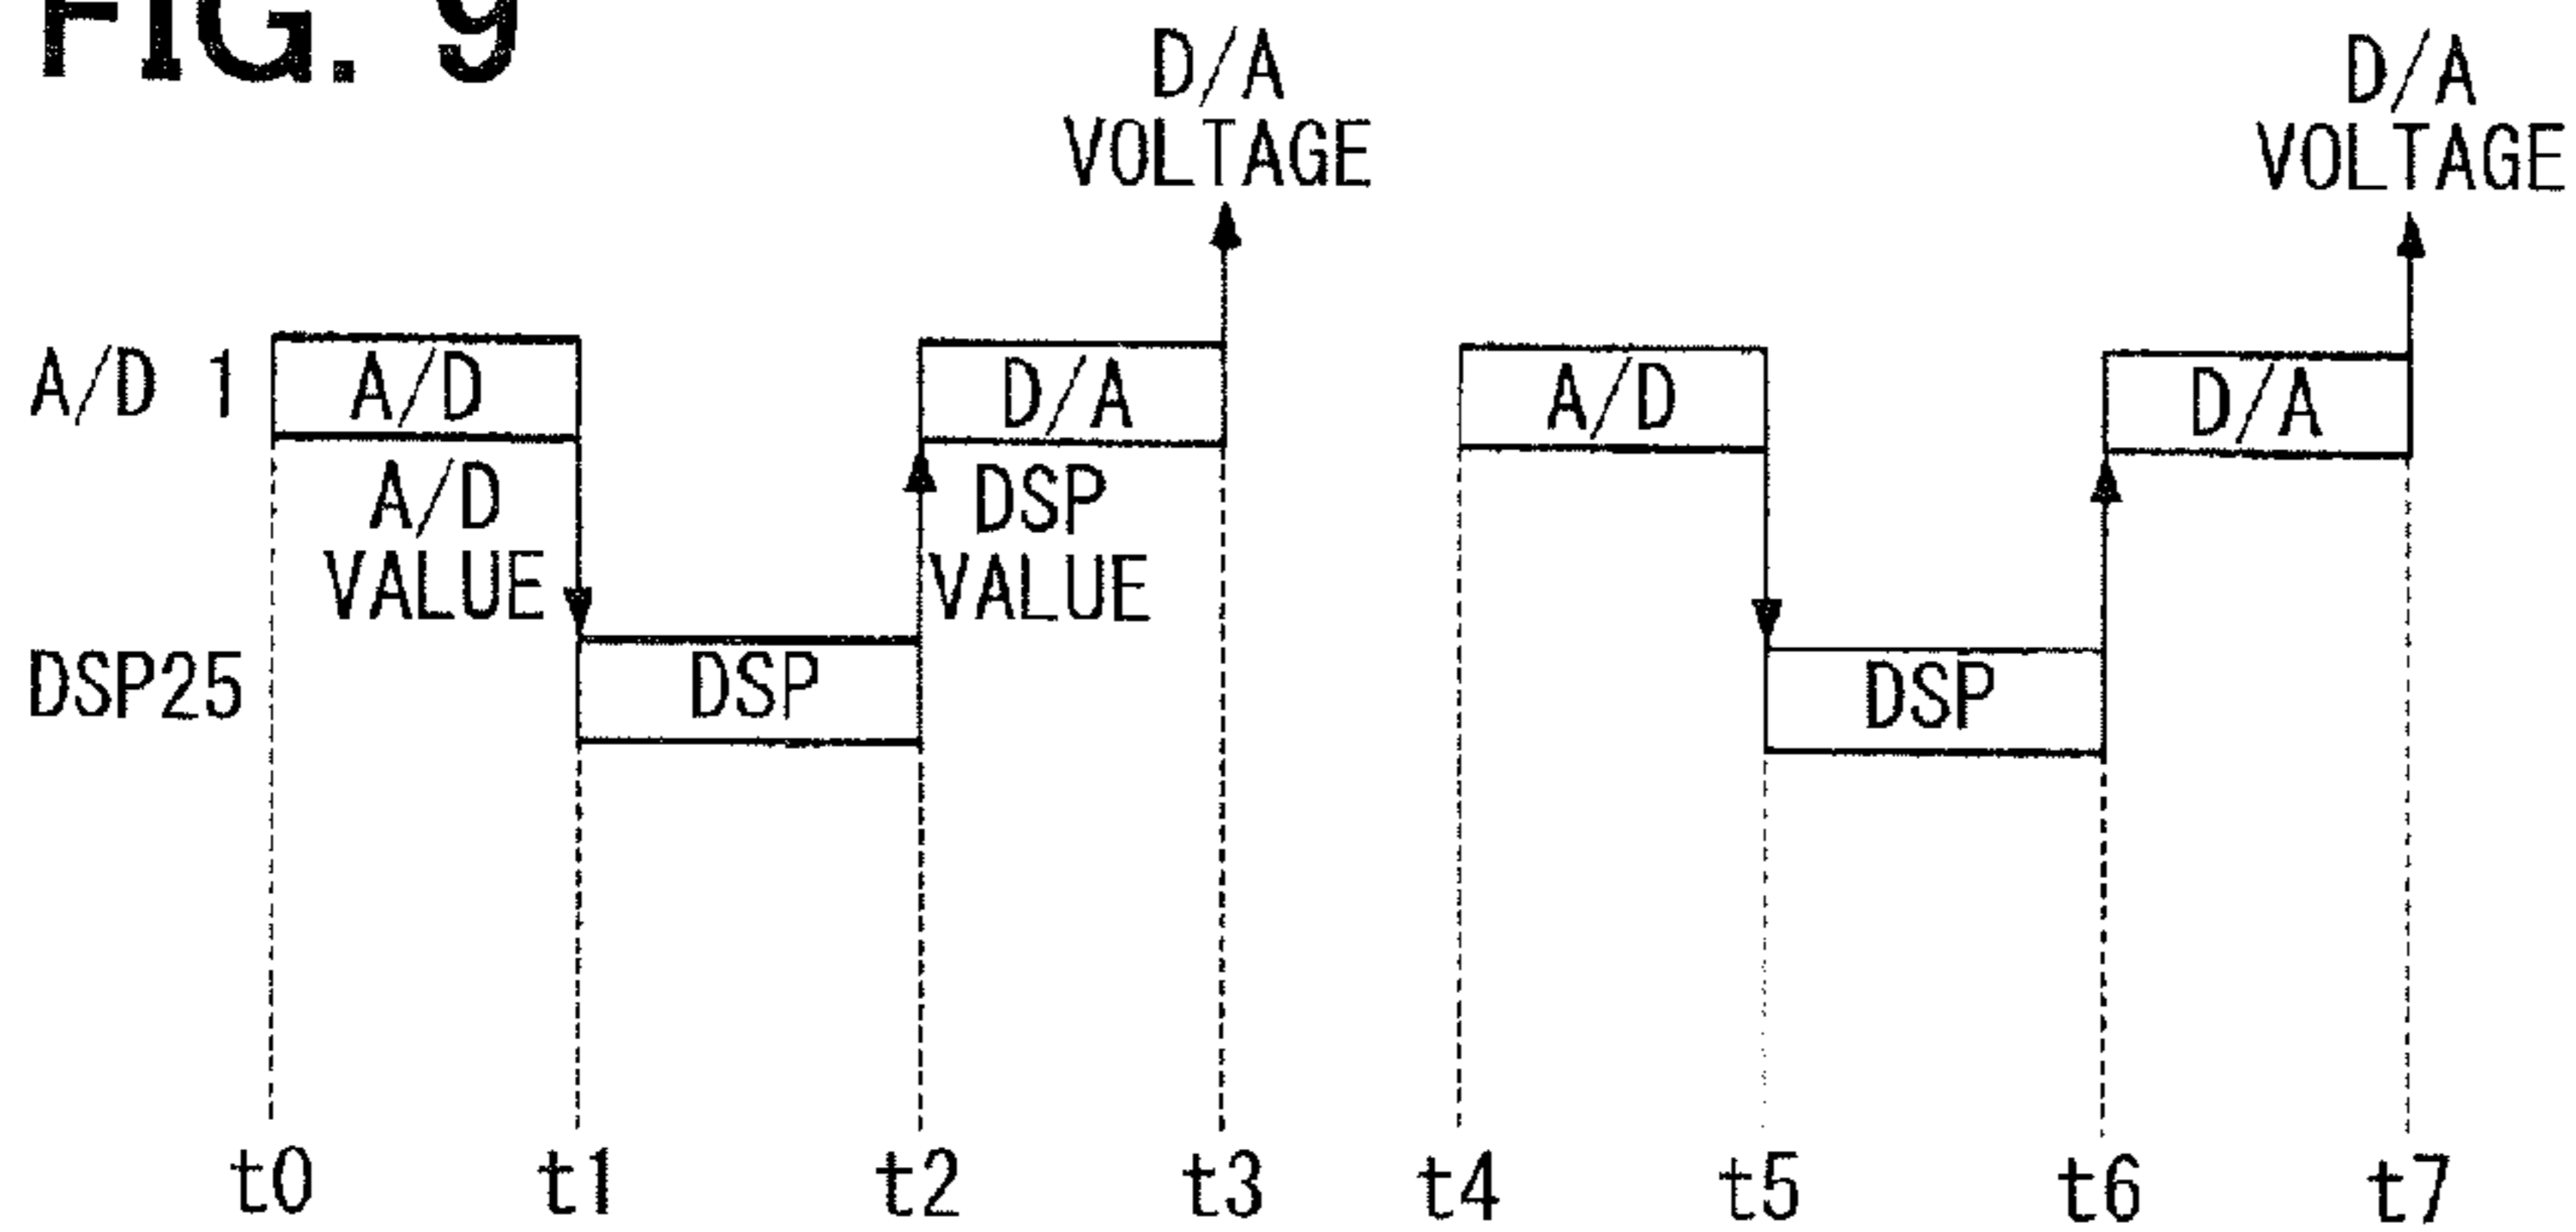 FIG. 9
D/A
VOLTAGE
D/A
VOLTAGE
A/D 1
A/D
D/A
A/D
D/A
A/D
VALUE
DSP
VALUE
DSP25
DSP
DSP
t0
t1
t2
t3
t4
t5
t6
t7